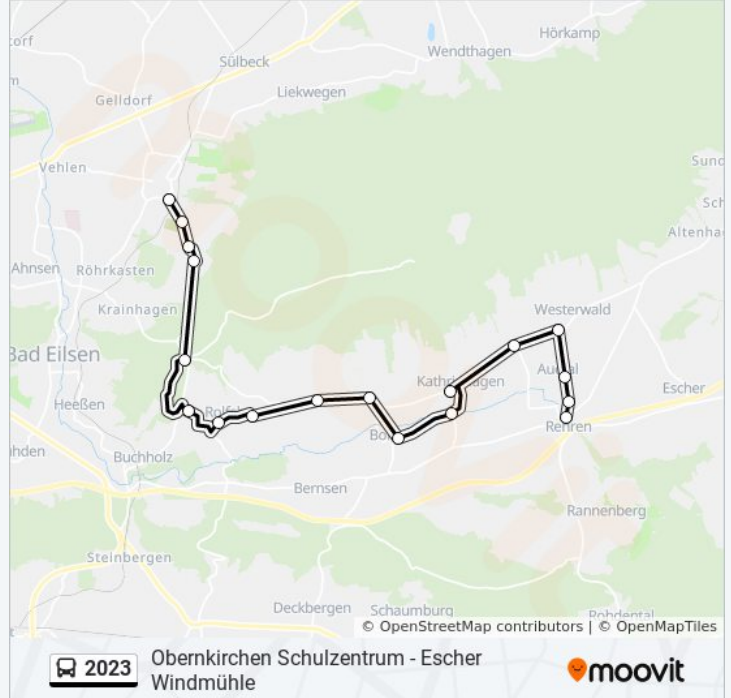 Hörkamp
Wendthagen
Sülbeck
Liekwegen
Gelldorf
Vehlen
Ahnsen
Röhrkasten
Krainhagen
Westerwald
Bad Eilsen
Heeßen
Escher
Rehren
Buchholz
Bernsen
Rannenberg
Steinbergen
Deckbergen
Schaumburg
© OpenStreetMap contributors | © OpenMapTiles
2023
Obernkirchen Schulzentrum - Escher
Windmühle
moovit